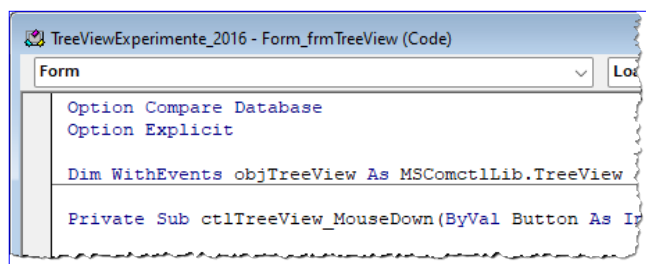 TreeViewExperimente_2016 - Form_frmTreeView (Code)
Form
Option Compare Database
Option Explicit
Dim WithEvents objTreeView As MSComctlLib.TreeView
Private Sub ctlTreeView_MouseDown(ByVal Button As